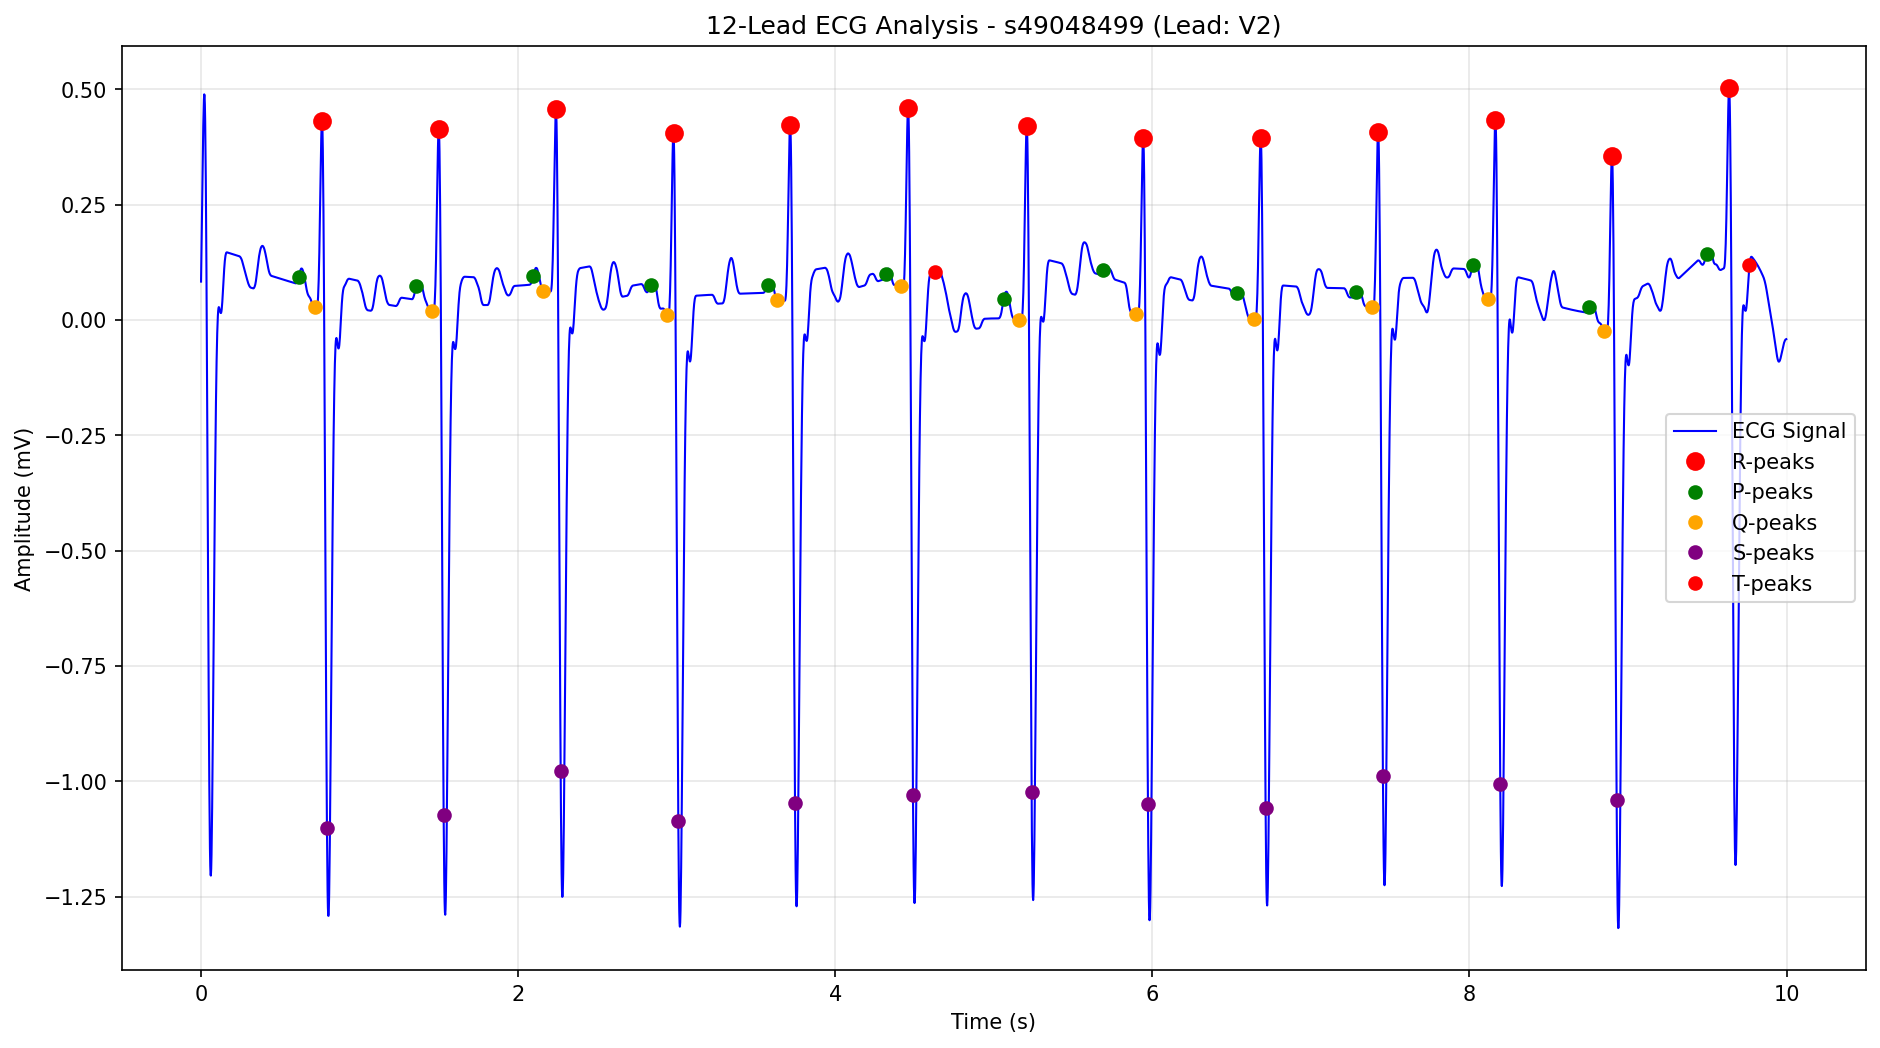 12-Lead ECG Analysis - s49048499 (Lead: V2)
0.50
0.25
0.00
−0.25
−0.50
−0.75
−1.00
−1.25
Amplitude (mV)
ECG Signal
R-peaks
P-peaks
Q-peaks
S-peaks
T-peaks
0 2 4 6 8 10
Time (s)